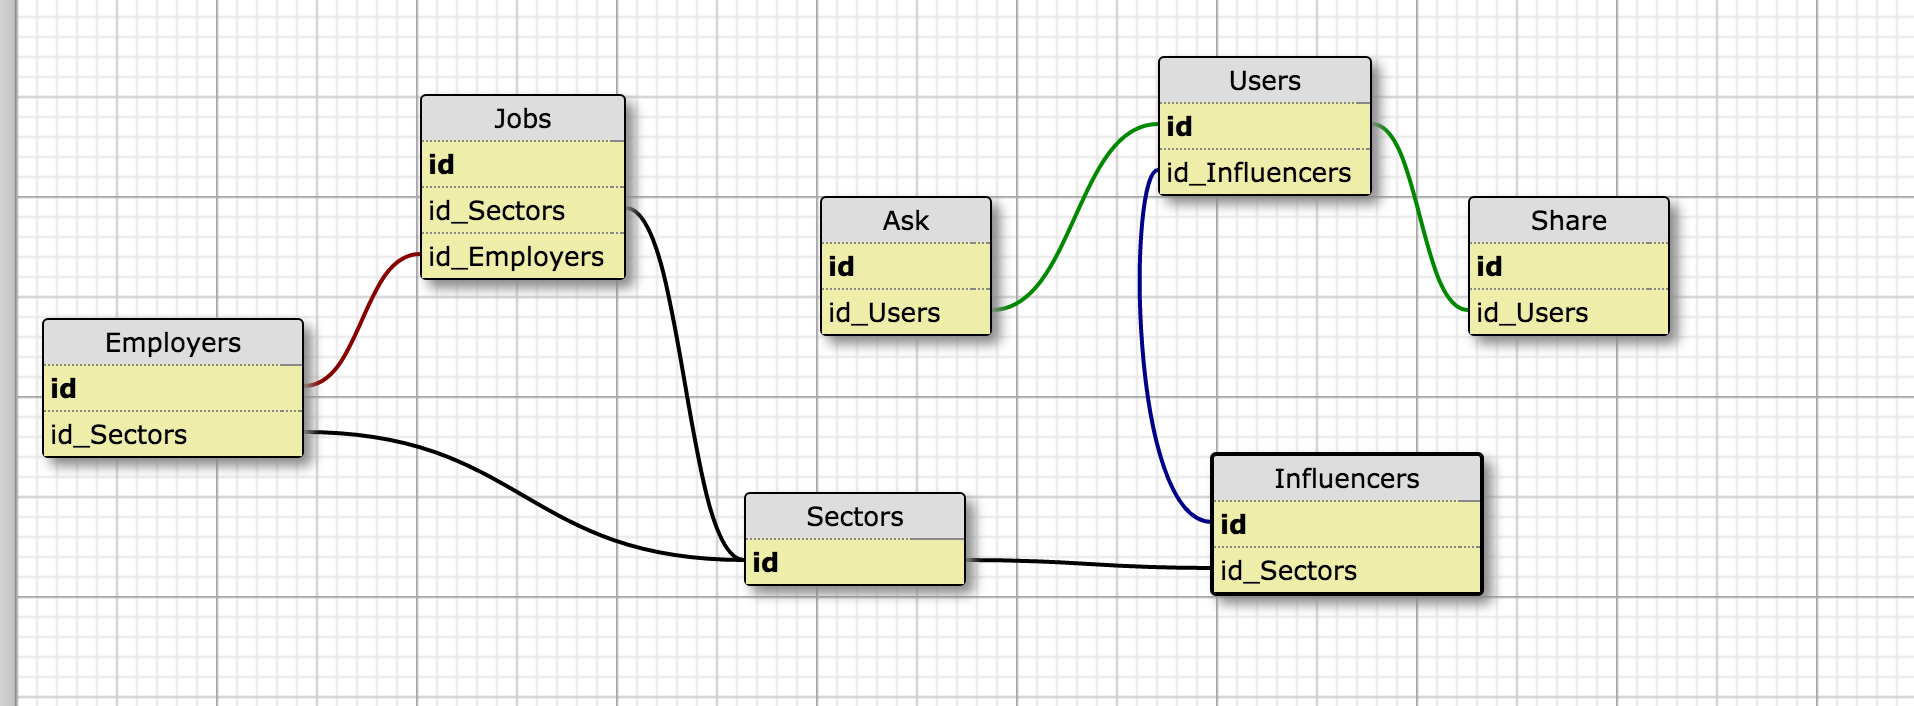 Jobs
id
id_Sectors
id_Employers
Employers
id
id_Sectors
Ask
id
id_Users
Users
id
id_Influencers
Share
id
id_Users
Sectors
id
Influencers
id
id_Sectors